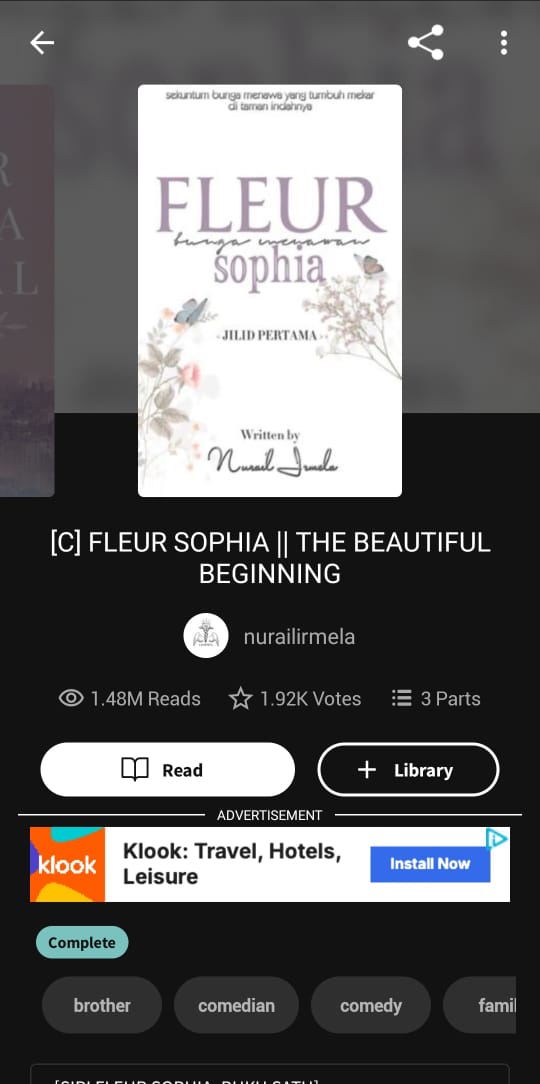 sekuntum bunga menawa yang tumbuh mekar
di taman indahnya
FLEUR
bunga menawan
sophia
JILID PERTAMA
Written by
Nurail Irmela
[C] FLEUR SOPHIA || THE BEAUTIFUL
BEGINNING
nurailirmela
1.48M Reads
1.92K Votes
3 Parts
Read
Library
ADVERTISEMENT
klook
Klook: Travel, Hotels,
Leisure
Install Now
Complete
brother
comedian
comedy
famil